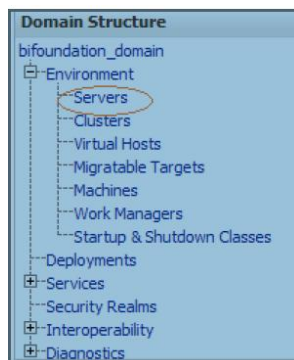 Domain Structure
bifoundation_domain
Environment
Servers
Clusters
Virtual Hosts
Migratable Targets
Machines
Work Managers
Startup & Shutdown Classes
Deployments
Services
Security Realms
Interoperability
Diagnostics